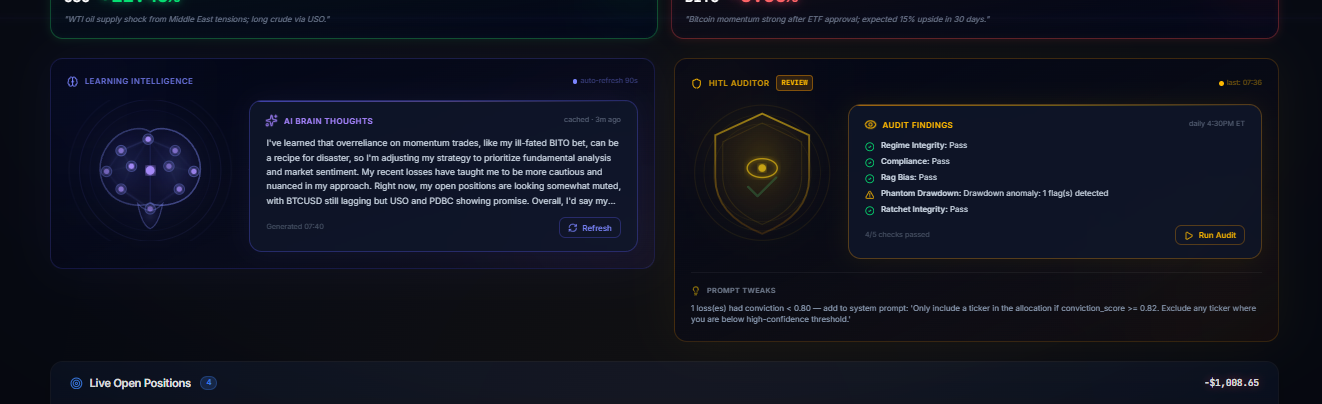 "WTI oil supply shock from Middle East tensions; long crude via USO."
"Bitcoin momentum strong after ETF approval; expected 15% upside in 30 days."
LEARNING INTELLIGENCE
auto-refresh 90s
AI BRAIN THOUGHTS
cached · 3m ago
I've learned that overreliance on momentum trades, like my ill-fated BITO bet, can be
a recipe for disaster, so I'm adjusting my strategy to prioritize fundamental analysis
and market sentiment. My recent losses have taught me to be more cautious and
nuanced in my approach. Right now, my open positions are looking somewhat muted,
with BTCUSD still lagging but USO and PDBC showing promise. Overall, I'd say my...
Generated 07:40
Refresh
HITL AUDITOR
REVIEW
last: 07:36
AUDIT FINDINGS
daily 4:30PM ET
Regime Integrity: Pass
Compliance: Pass
Rag Bias: Pass
Phantom Drawdown: Drawdown anomaly: 1 flag(s) detected
Ratchet Integrity: Pass
4/5 checks passed
Run Audit
PROMPT TWEAKS
1 loss(es) had conviction < 0.80 — add to system prompt: 'Only include a ticker in the allocation if conviction_score >= 0.82. Exclude any ticker where
you are below high-confidence threshold.'
Live Open Positions
4
-$1,008.65